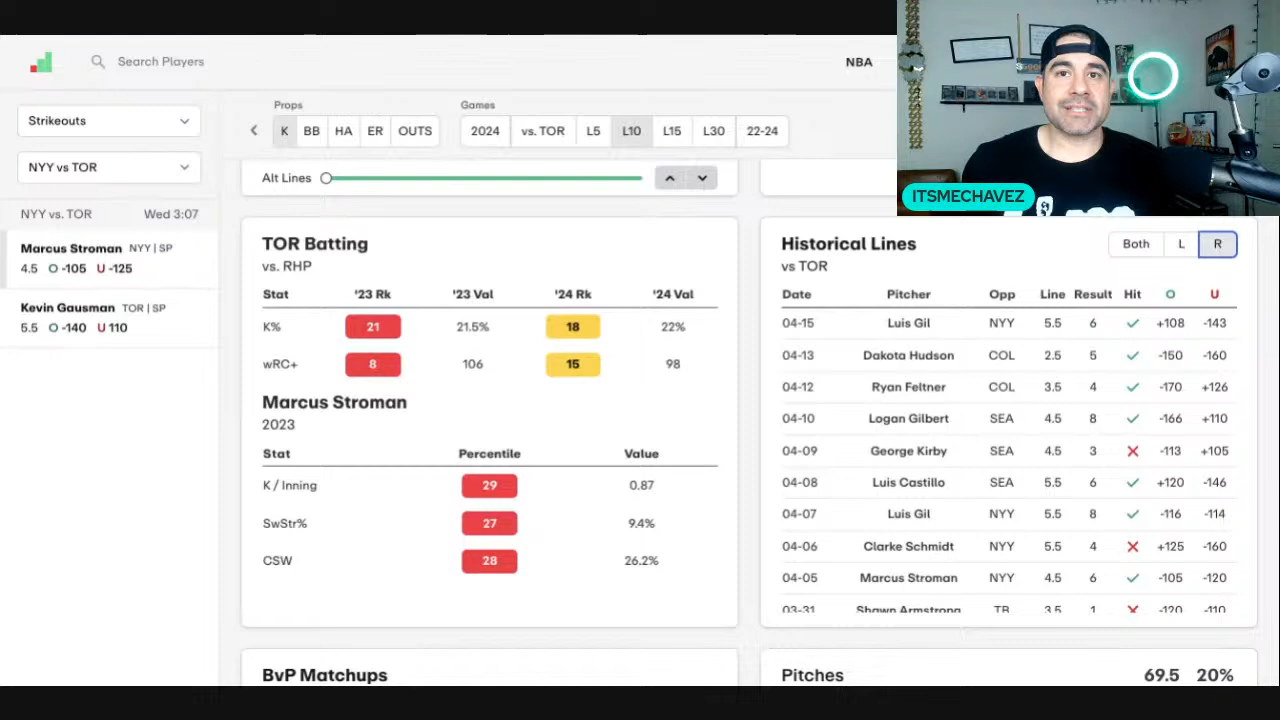 Search Players
NBA
Strikeouts
NYY vs TOR
NYY vs. TOR Wed 3:07
Marcus Stroman NYY | SP
4.5 O -105 U -125
Kevin Gausman TOR | SP
5.5 O -140 U 110
Props
K BB HA ER OUTS
Games
2024 vs. TOR L5 L10 L15 L30 22-24
Alt Lines
TOR Batting
vs. RHP
Stat '23 Rk '23 Val '24 Rk '24 Val
K% 21 21.5% 18 22%
wRC+ 8 106 15 98
Marcus Stroman
2023
Stat Percentile Value
K / Inning 29 0.87
SwStr% 27 9.4%
CSW 28 26.2%
Historical Lines
vs TOR
Both L R
Date Pitcher Opp Line Result Hit O U
04-15 Luis Gil NYY 5.5 6 +108 -143
04-13 Dakota Hudson COL 2.5 5 -150 -160
04-12 Ryan Feltner COL 3.5 4 -170 +126
04-10 Logan Gilbert SEA 4.5 8 -166 +110
04-09 George Kirby SEA 4.5 3 -113 +105
04-08 Luis Castillo SEA 5.5 6 +120 -146
04-07 Luis Gil NYY 5.5 8 -116 -114
04-06 Clarke Schmidt NYY 5.5 4 +125 -160
04-05 Marcus Stroman NYY 4.5 6 -105 -120
03-31 Shawn Armstrong TB 3.5 1 -120 -110
BvP Matchups
Pitches 69.5 20%
ITSMECHAVEZ